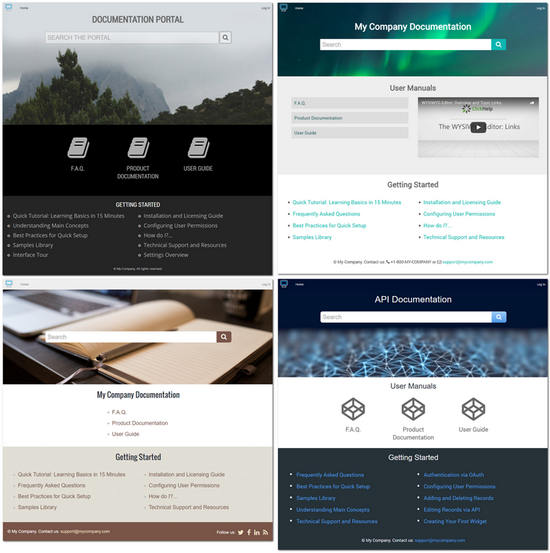 Home
Log In
DOCUMENTATION PORTAL
SEARCH THE PORTAL
F.A.Q.
PRODUCT
DOCUMENTATION
USER GUIDE
GETTING STARTED
Quick Tutorial: Learning Basics in 15 Minutes
Understanding Main Concepts
Best Practices for Quick Setup
Samples Library
Interface Tour
Installation and Licensing Guide
Configuring User Permissions
How do I?...
Technical Support and Resources
Settings Overview
© My Company. All rights reserved.
Home
Log In
My Company Documentation
Search
User Manuals
F.A.Q.
Product Documentation
User Guide
WYSIWYG Editor: Overview and Topic Links
ClickHelp
The WYSIWYG Editor: Links
Getting Started
Quick Tutorial: Learning Basics in 15 Minutes
Frequently Asked Questions
Best Practices for Quick Setup
Samples Library
Installation and Licensing Guide
Configuring User Permissions
How do I?...
Technical Support and Resources
© My Company. Contact us: +1-800-MY-COMPANY or support@mycompany.com
Home
Log In
Search
My Company Documentation
F.A.Q.
Product Documentation
User Guide
Getting Started
Quick Tutorial: Learning Basics in 15 Minutes
Frequently Asked Questions
Best Practices for Quick Setup
Samples Library
Installation and Licensing Guide
Configuring User Permissions
How do I?...
Technical Support and Resources
© My Company. Contact us: support@mycompany.com
Follow us:
Home
Log In
API Documentation
Search
User Manuals
F.A.Q.
Product
Documentation
User Guide
Getting Started
Frequently Asked Questions
Best Practices for Quick Setup
Samples Library
Understanding Main Concepts
Technical Support and Resources
Authentication via OAuth
Configuring User Permissions
Adding and Deleting Records
Editing Records via API
Creating Your First Widget
© My Company. Contact us: support@mycompany.com